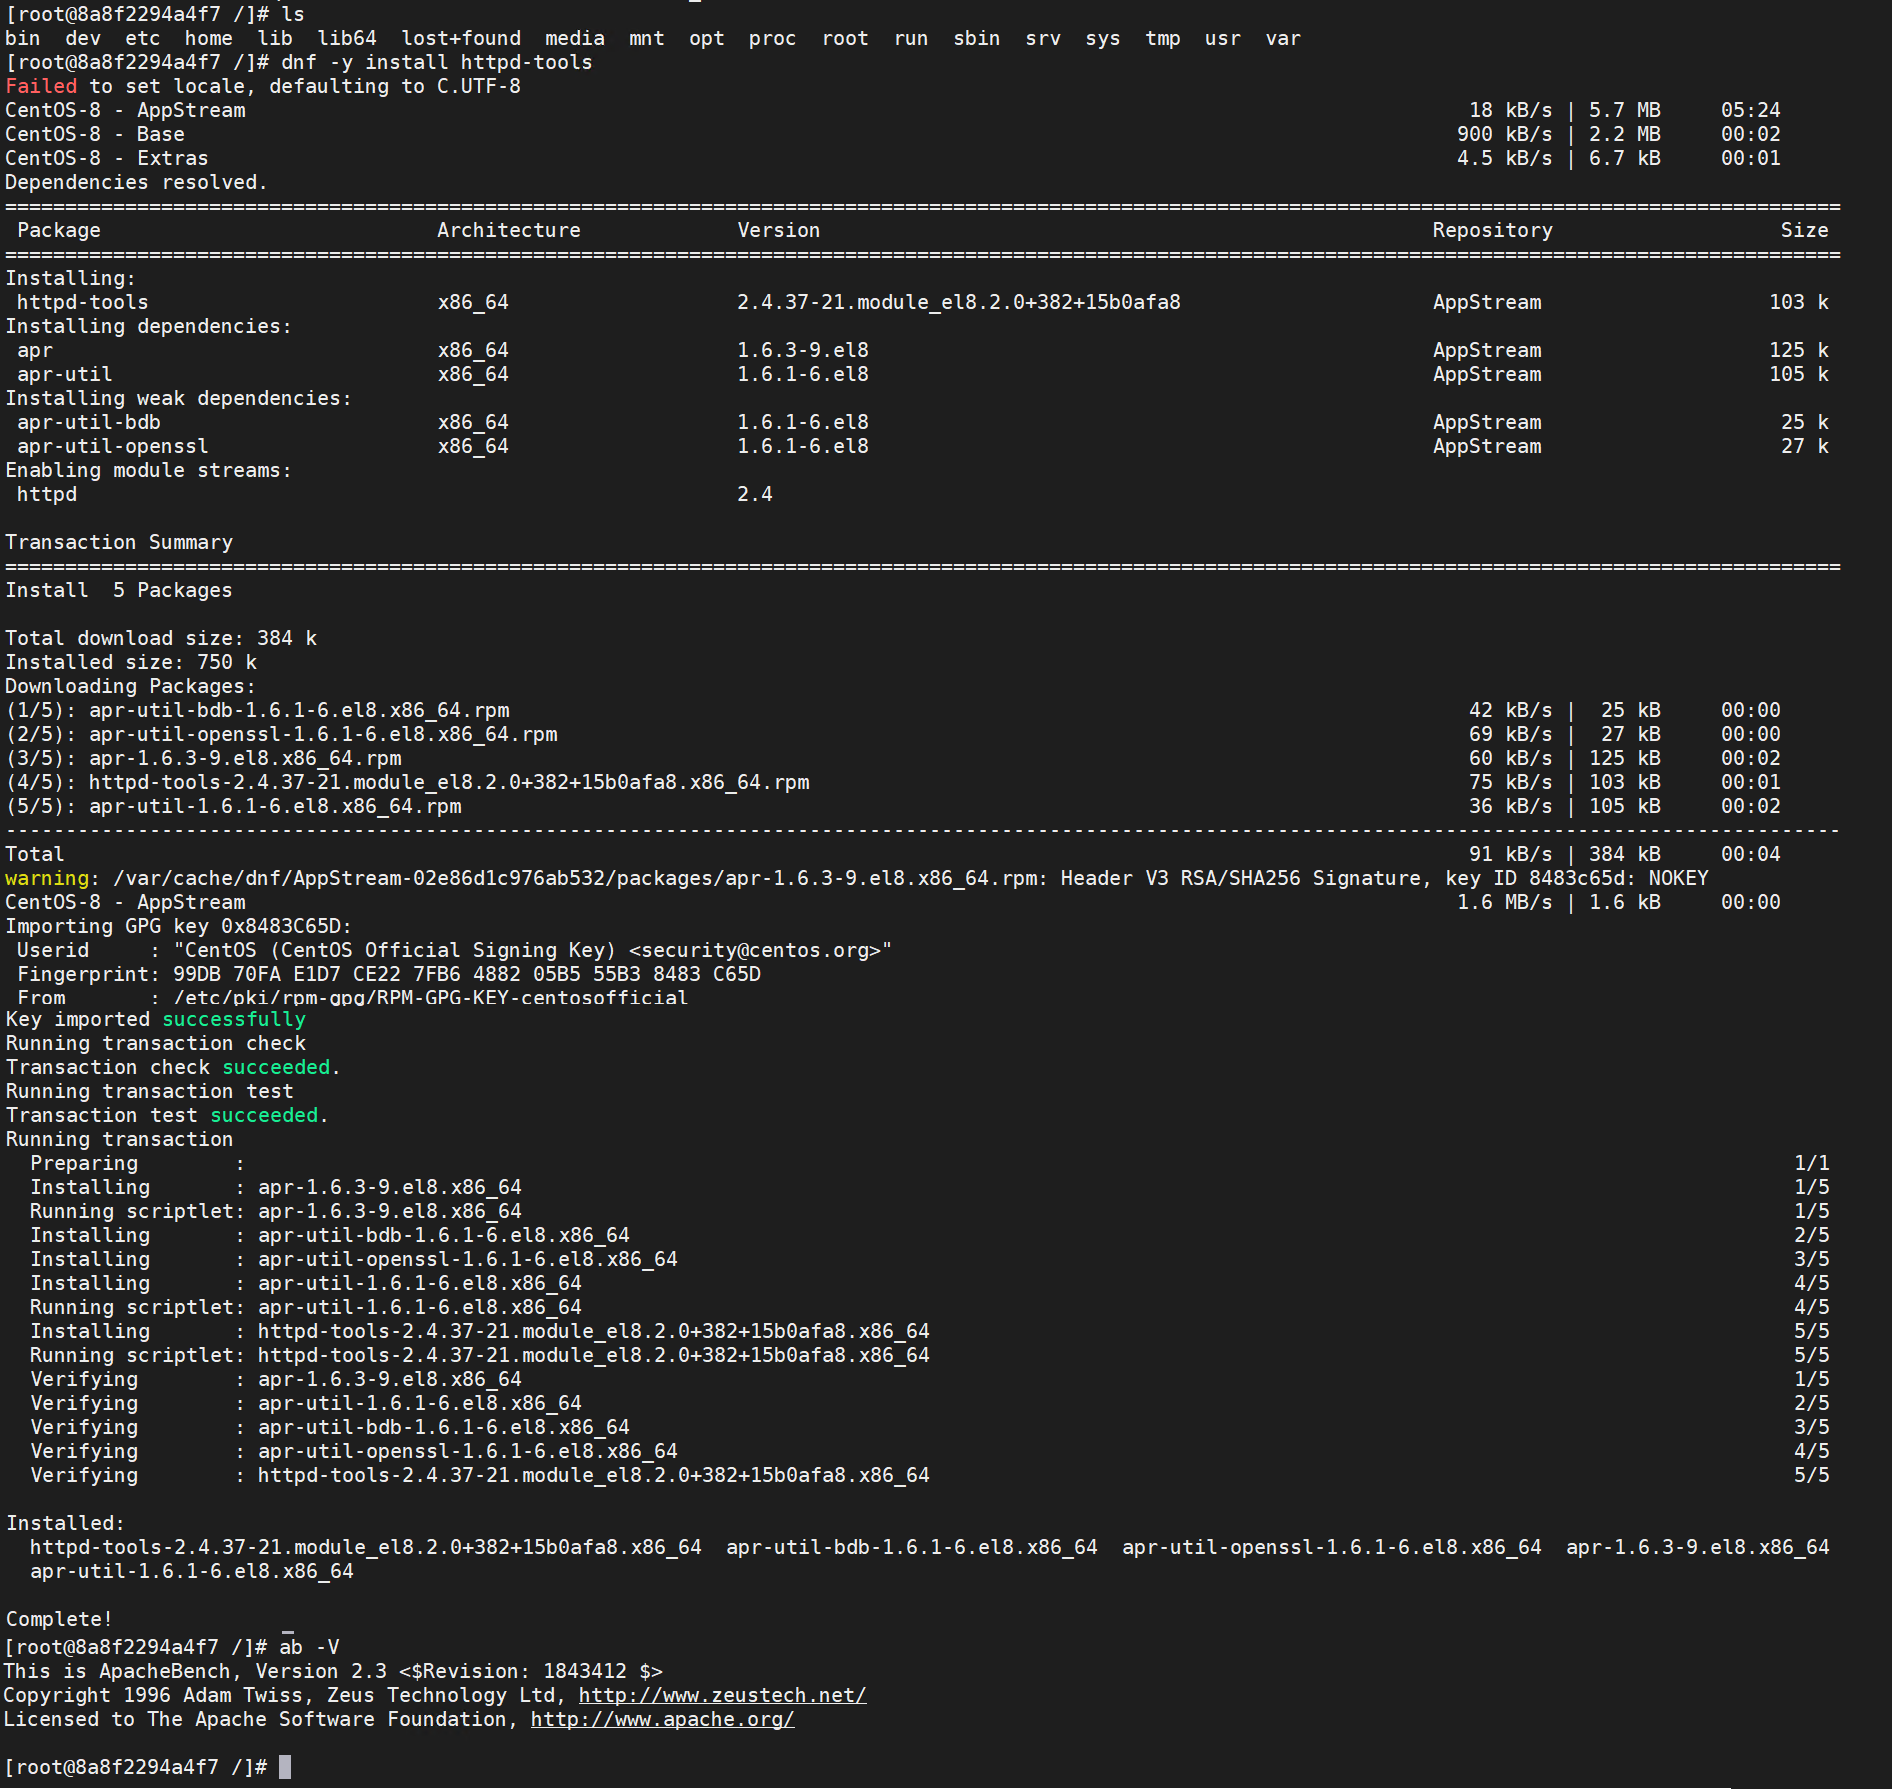 [root@8a8f2294a4f7 /]# ls
bin  dev  etc  home  lib  lib64  lost+found  media  mnt  opt  proc  root  run  sbin  srv  sys  tmp  usr  var
[root@8a8f2294a4f7 /]# dnf -y install httpd-tools
Failed to set locale, defaulting to C.UTF-8
CentOS-8 - AppStream 18 kB/s | 5.7 MB 05:24
CentOS-8 - Base 900 kB/s | 2.2 MB 00:02
CentOS-8 - Extras 4.5 kB/s | 6.7 kB 00:01
Dependencies resolved.
Package Architecture Version Repository Size
Installing:
httpd-tools x86_64 2.4.37-21.module_el8.2.0+382+15b0afa8 AppStream 103 k
Installing dependencies:
apr x86_64 1.6.3-9.el8 AppStream 125 k
apr-util x86_64 1.6.1-6.el8 AppStream 105 k
Installing weak dependencies:
apr-util-bdb x86_64 1.6.1-6.el8 AppStream 25 k
apr-util-openssl x86_64 1.6.1-6.el8 AppStream 27 k
Enabling module streams:
httpd 2.4
Transaction Summary
Install  5 Packages
Total download size: 384 k
Installed size: 750 k
Downloading Packages:
(1/5): apr-util-bdb-1.6.1-6.el8.x86_64.rpm 42 kB/s | 25 kB 00:00
(2/5): apr-util-openssl-1.6.1-6.el8.x86_64.rpm 69 kB/s | 27 kB 00:00
(3/5): apr-1.6.3-9.el8.x86_64.rpm 60 kB/s | 125 kB 00:02
(4/5): httpd-tools-2.4.37-21.module_el8.2.0+382+15b0afa8.x86_64.rpm 75 kB/s | 103 kB 00:01
(5/5): apr-util-1.6.1-6.el8.x86_64.rpm 36 kB/s | 105 kB 00:02
Total 91 kB/s | 384 kB 00:04
warning: /var/cache/dnf/AppStream-02e86d1c976ab532/packages/apr-1.6.3-9.el8.x86_64.rpm: Header V3 RSA/SHA256 Signature, key ID 8483c65d: NOKEY
CentOS-8 - AppStream 1.6 MB/s | 1.6 kB 00:00
Importing GPG key 0x8483C65D:
Userid     : "CentOS (CentOS Official Signing Key) <security@centos.org>"
Fingerprint: 99DB 70FA E1D7 CE22 7FB6 4882 05B5 55B3 8483 C65D
From       : /etc/pki/rpm-gpg/RPM-GPG-KEY-centosofficial
Key imported successfully
Running transaction check
Transaction check succeeded.
Running transaction test
Transaction test succeeded.
Running transaction
Preparing        : 1/1
Installing       : apr-1.6.3-9.el8.x86_64 1/5
Running scriptlet: apr-1.6.3-9.el8.x86_64 1/5
Installing       : apr-util-bdb-1.6.1-6.el8.x86_64 2/5
Installing       : apr-util-openssl-1.6.1-6.el8.x86_64 3/5
Installing       : apr-util-1.6.1-6.el8.x86_64 4/5
Running scriptlet: apr-util-1.6.1-6.el8.x86_64 4/5
Installing       : httpd-tools-2.4.37-21.module_el8.2.0+382+15b0afa8.x86_64 5/5
Running scriptlet: httpd-tools-2.4.37-21.module_el8.2.0+382+15b0afa8.x86_64 5/5
Verifying        : apr-1.6.3-9.el8.x86_64 1/5
Verifying        : apr-util-1.6.1-6.el8.x86_64 2/5
Verifying        : apr-util-bdb-1.6.1-6.el8.x86_64 3/5
Verifying        : apr-util-openssl-1.6.1-6.el8.x86_64 4/5
Verifying        : httpd-tools-2.4.37-21.module_el8.2.0+382+15b0afa8.x86_64 5/5
Installed:
httpd-tools-2.4.37-21.module_el8.2.0+382+15b0afa8.x86_64  apr-util-bdb-1.6.1-6.el8.x86_64  apr-util-openssl-1.6.1-6.el8.x86_64  apr-1.6.3-9.el8.x86_64
apr-util-1.6.1-6.el8.x86_64
Complete!
[root@8a8f2294a4f7 /]# ab -V
This is ApacheBench, Version 2.3 <$Revision: 1843412 $>
Copyright 1996 Adam Twiss, Zeus Technology Ltd, http://www.zeustech.net/
Licensed to The Apache Software Foundation, http://www.apache.org/
[root@8a8f2294a4f7 /]#